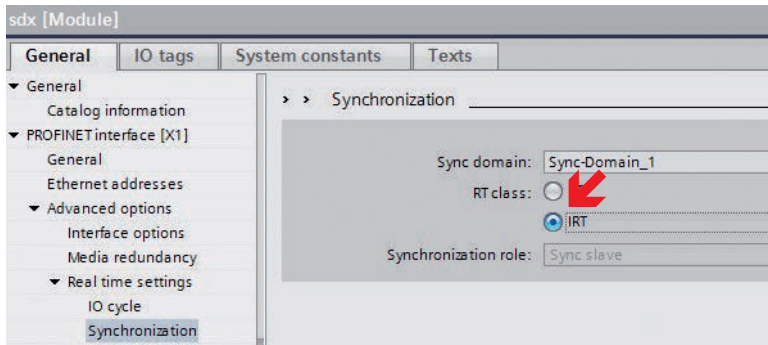 sdx [Module]
General IO tags System constants Texts
General
Catalog information
PROFINET interface [X1]
General
Ethernet addresses
Advanced options
Interface options
Media redundancy
Real time settings
IO cycle
Synchronization
Synchronization
Sync domain: Sync-Domain_1
RT class:
IRT
Synchronization role: Sync slave